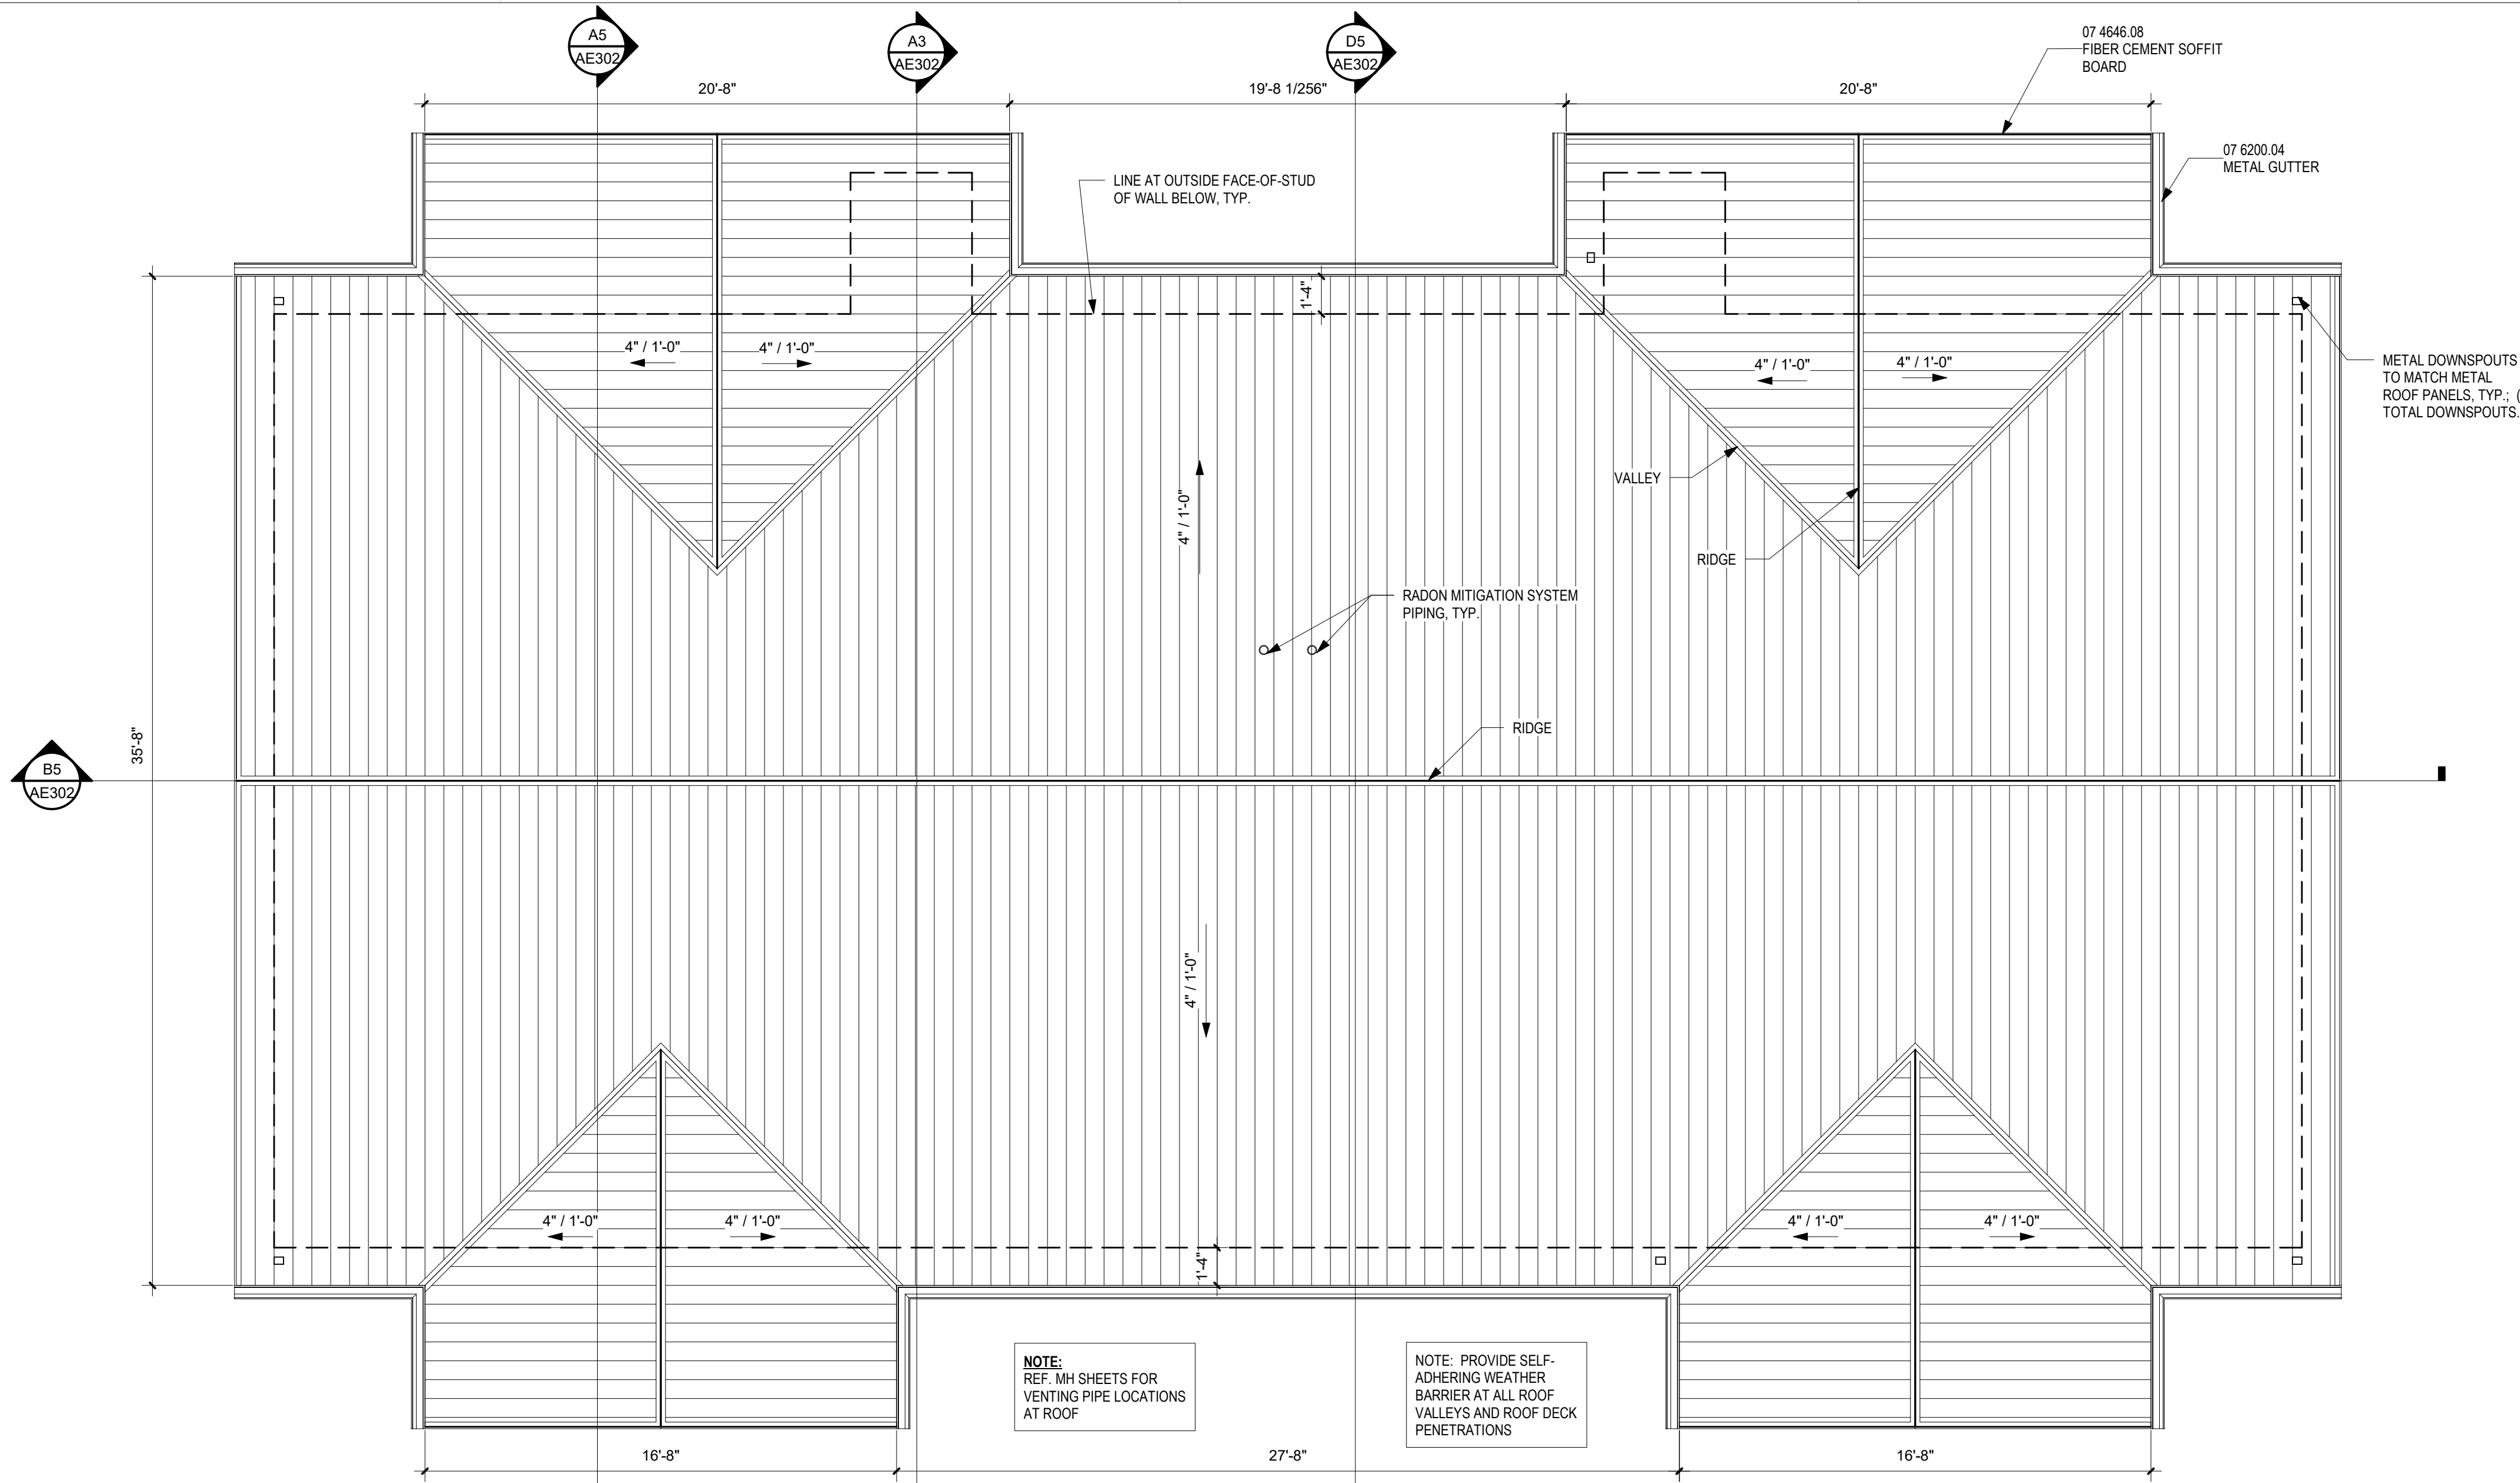 A5
AE302
A3
AE302
D5
AE302
07 4646.08
FIBER CEMENT SOFFIT
BOARD
20'-8"
19'-8 1/256"
20'-8"
07 6200.04
METAL GUTTER
LINE AT OUTSIDE FACE-OF-STUD
OF WALL BELOW, TYP.
1'-4"
4" / 1'-0"
4" / 1'-0"
4" / 1'-0"
4" / 1'-0"
METAL DOWNSPOUTS
TO MATCH METAL
ROOF PANELS, TYP.; (
TOTAL DOWNSPOUTS.
VALLEY
4" / 1'-0"
RIDGE
RADON MITIGATION SYSTEM
PIPING, TYP.
35'-8"
RIDGE
B5
AE302
4" / 1'-0"
4" / 1'-0"
4" / 1'-0"
4" / 1'-0"
4" / 1'-0"
1'-4"
NOTE:
REF. MH SHEETS FOR
VENTING PIPE LOCATIONS
AT ROOF
NOTE: PROVIDE SELF-
ADHERING WEATHER
BARRIER AT ALL ROOF
VALLEYS AND ROOF DECK
PENETRATIONS
16'-8"
27'-8"
16'-8"